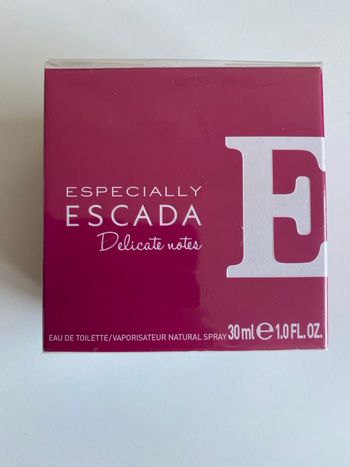 ESPECIALLY
ESCADA
Delicate notes
E
EAU DE TOILETTE/VAPORISATEUR NATURAL SPRAY 30 ml ℮ 1.0 FL. OZ.